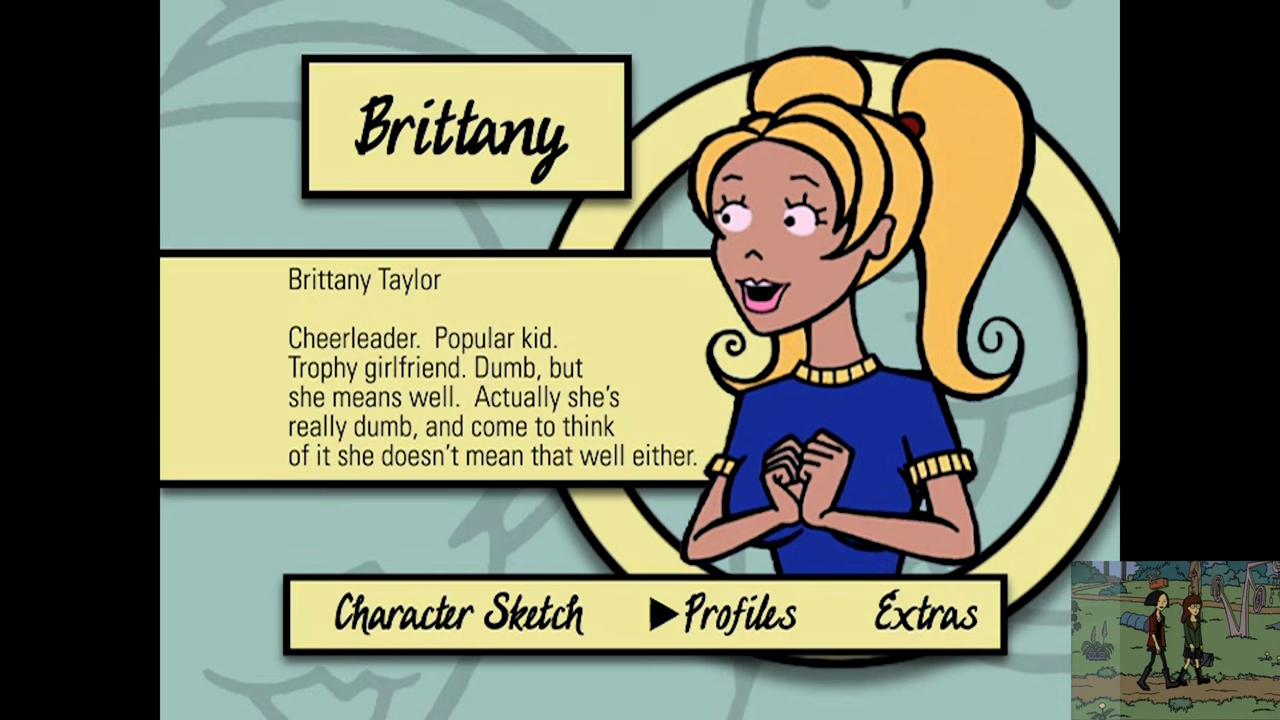 Brittany
Brittany Taylor
Cheerleader.  Popular kid.
Trophy girlfriend. Dumb, but
she means well.  Actually she's
really dumb, and come to think
of it she doesn't mean that well either.
Character Sketch ▶Profiles Extras